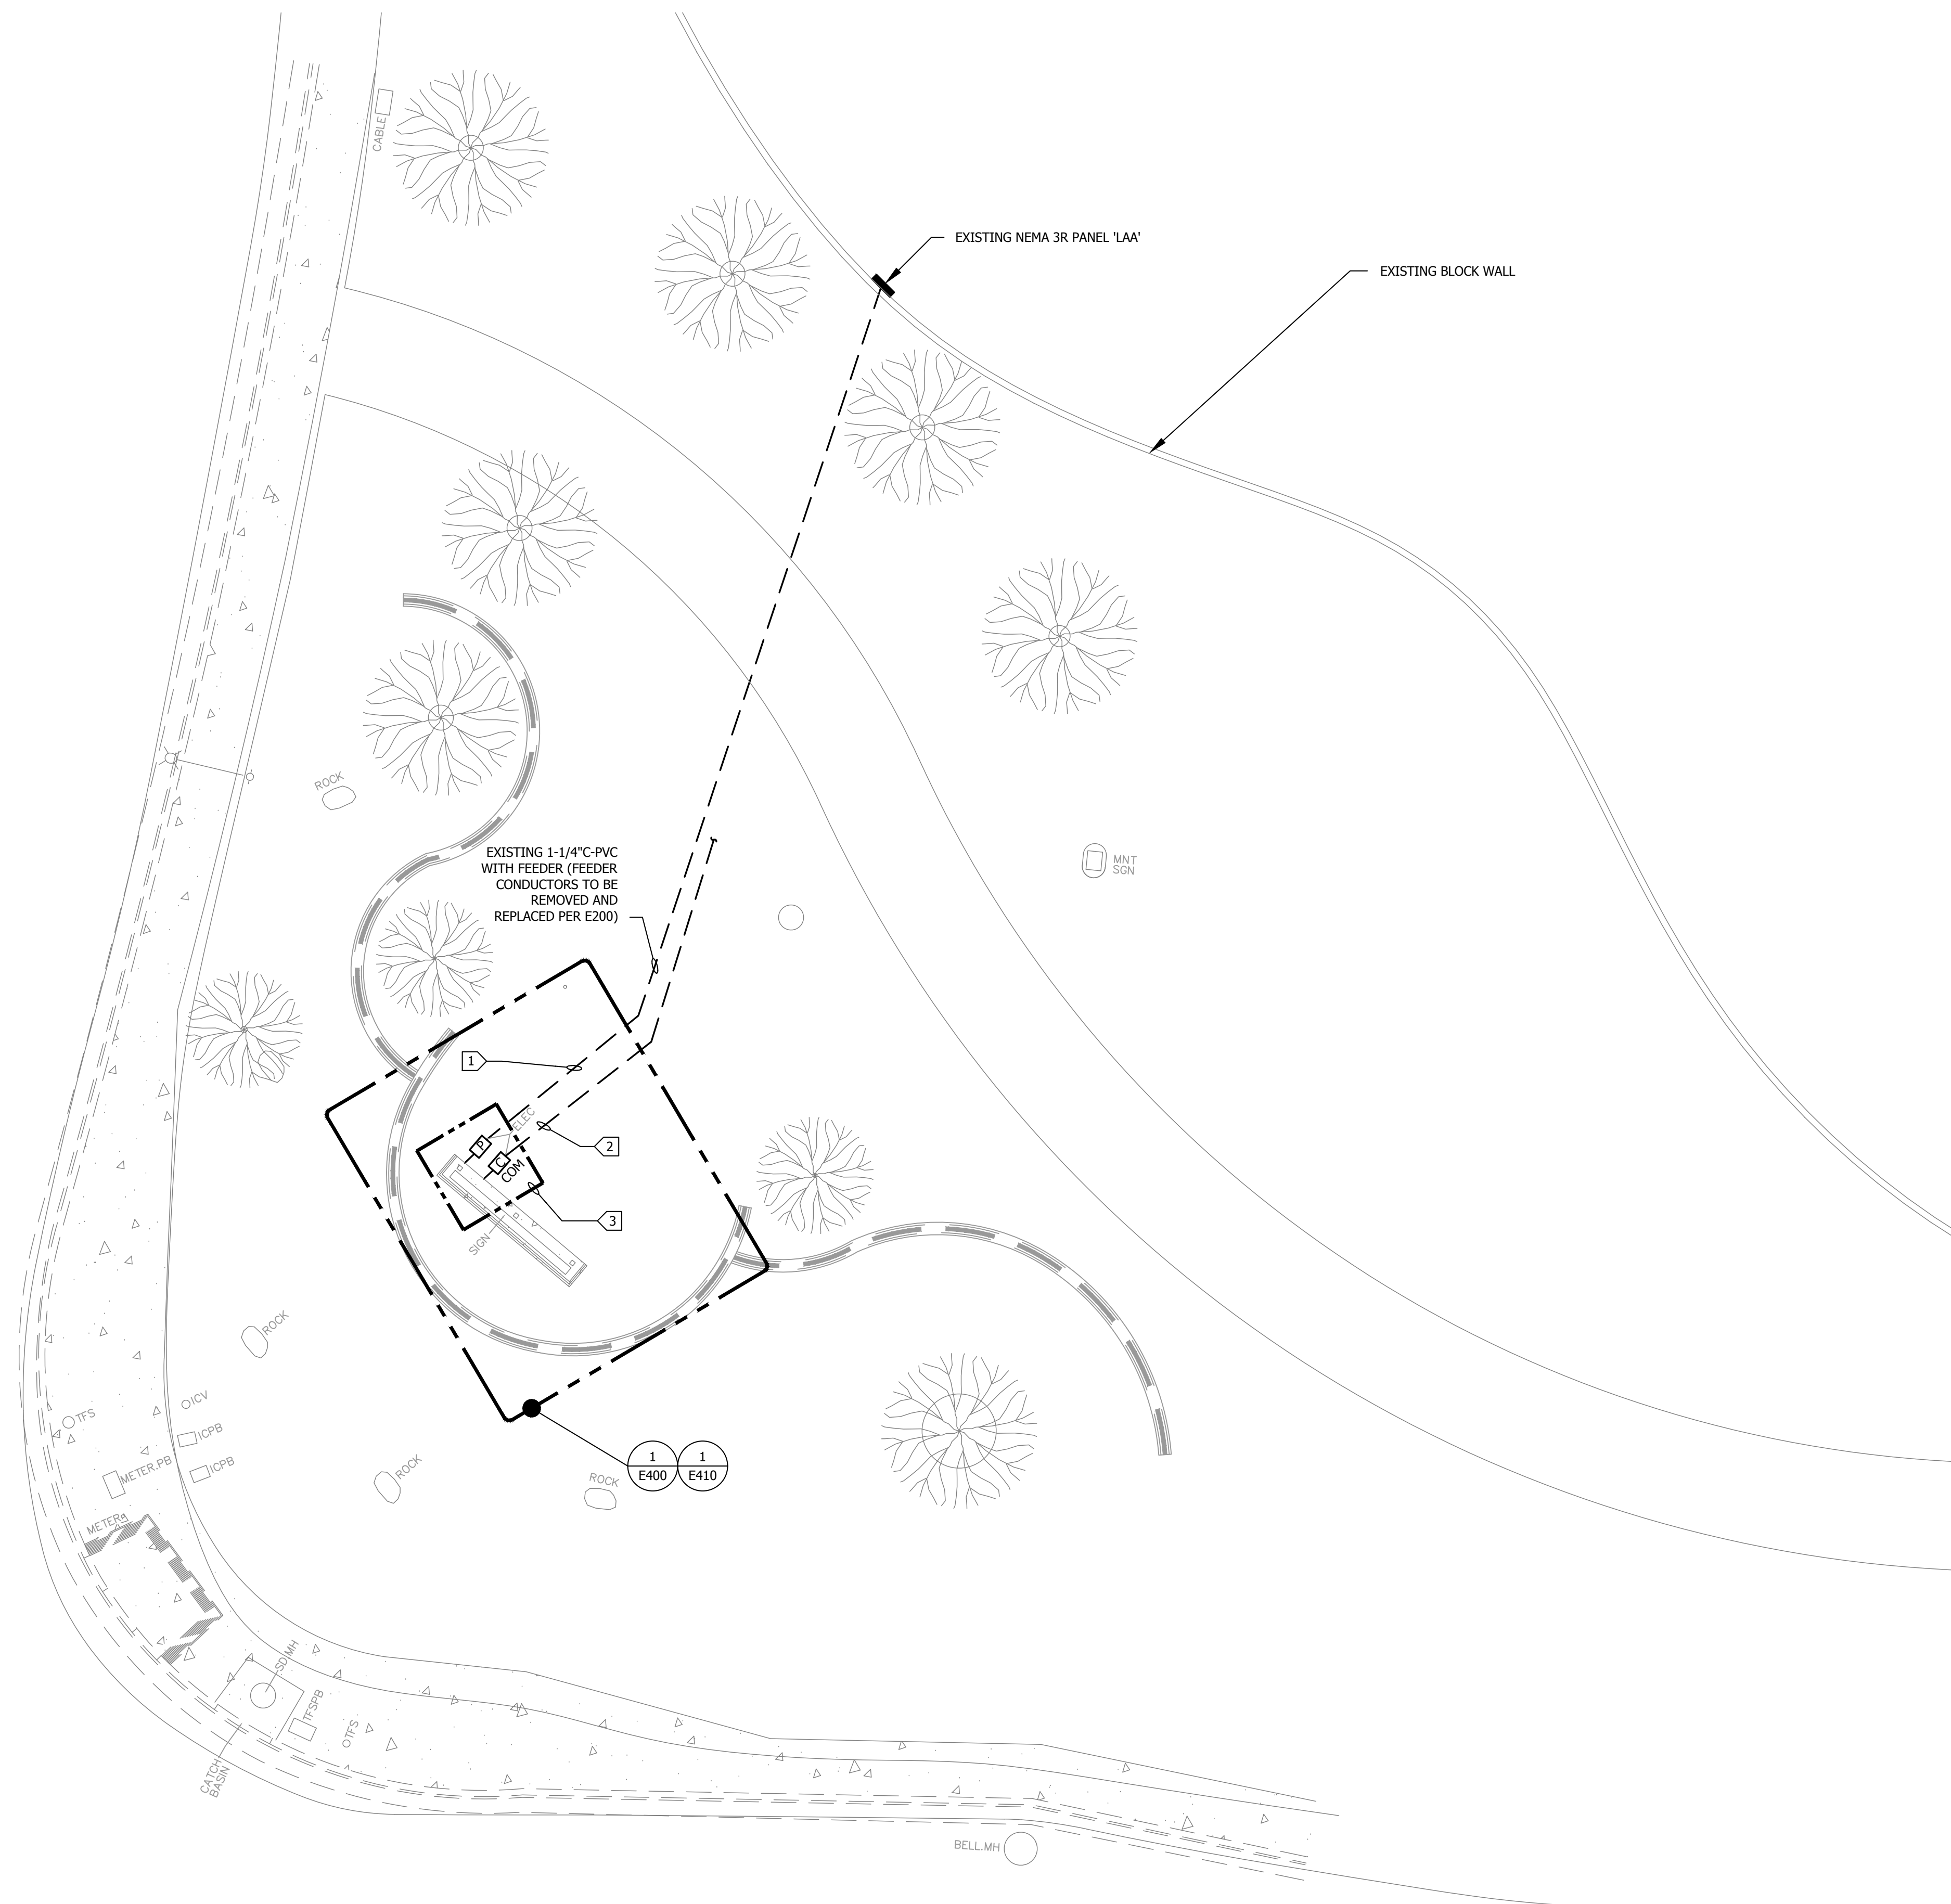 CABLE
EXISTING NEMA 3R PANEL 'LAA'
EXISTING BLOCK WALL
ROCK
EXISTING 1-1/4"C-PVC
WITH FEEDER (FEEDER
CONDUCTORS TO BE
REMOVED AND
REPLACED PER E200)
MNT
SGN
1
ELEC
P
C
COM
2
3
SIGN
ROCK
ICV
TFS
ICPB
ICPB
METER.PB
ROCK
ROCK
1
E400
1
E410
METER
SD.MH
TFSPB
TFS
CATCH
BASIN
BELL.MH